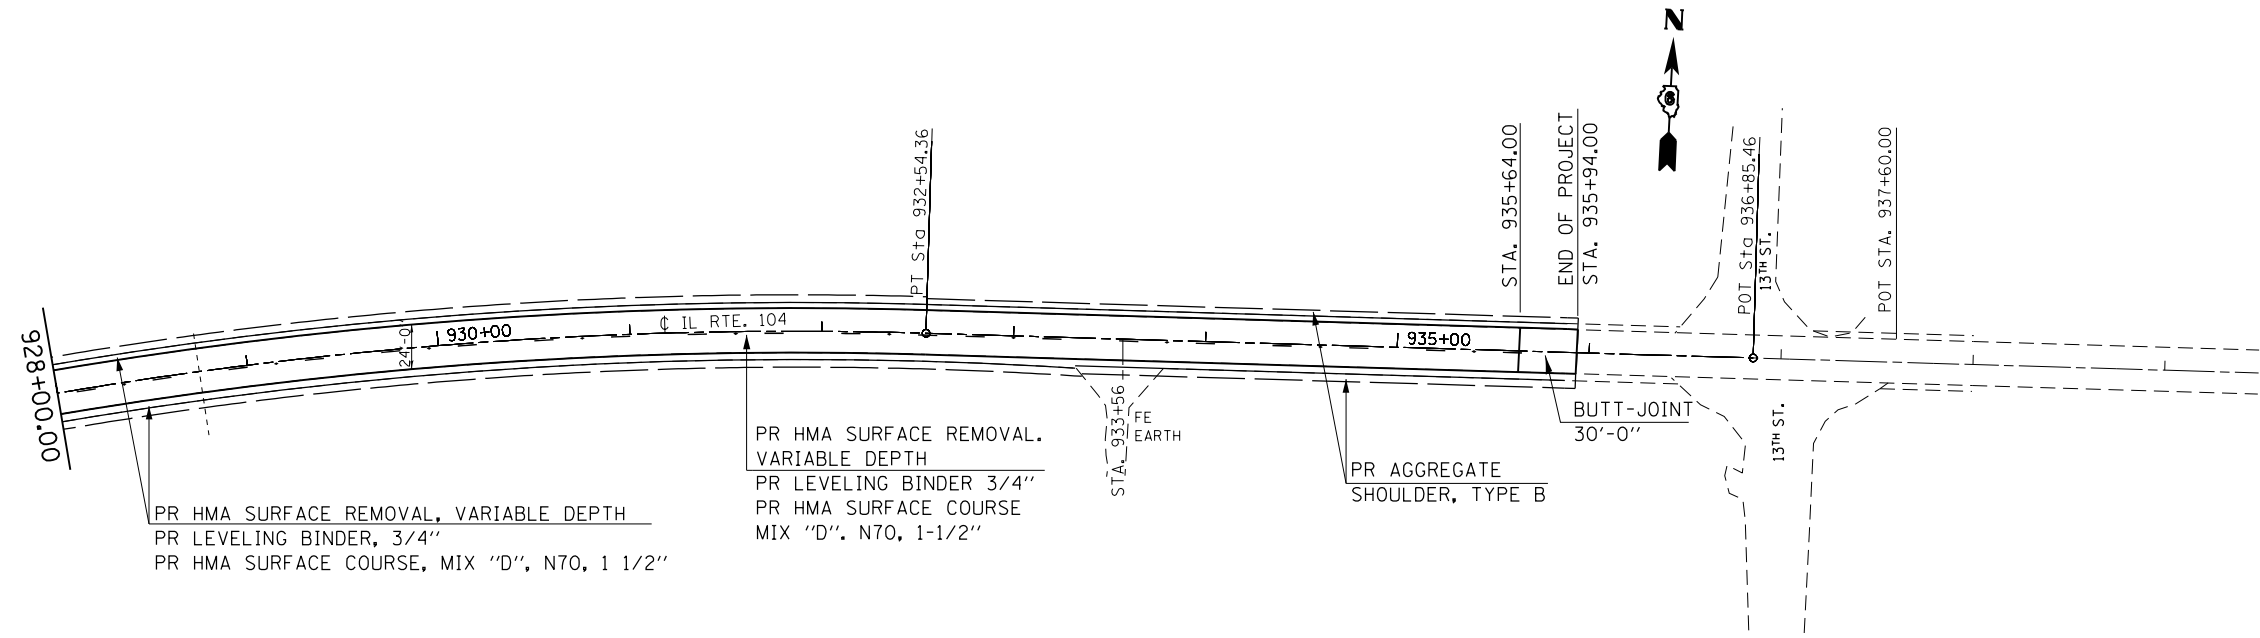 N
6
928+00.00
24'-0
930+00
℄ IL RTE. 104
PT Sta 932+54.36
935+00
STA. 935+64.00
END OF PROJECT
STA. 935+94.00
POT Sta 936+85.46
13TH ST.
POT STA. 937+60.00
STA. 933+56
FE
EARTH
BUTT-JOINT
30'-0"
13TH ST.
PR AGGREGATE
SHOULDER, TYPE B
PR HMA SURFACE REMOVAL.
VARIABLE DEPTH
PR LEVELING BINDER 3/4"
PR HMA SURFACE COURSE
MIX "D". N70, 1-1/2"
PR HMA SURFACE REMOVAL, VARIABLE DEPTH
PR LEVELING BINDER, 3/4"
PR HMA SURFACE COURSE, MIX "D", N70, 1 1/2"